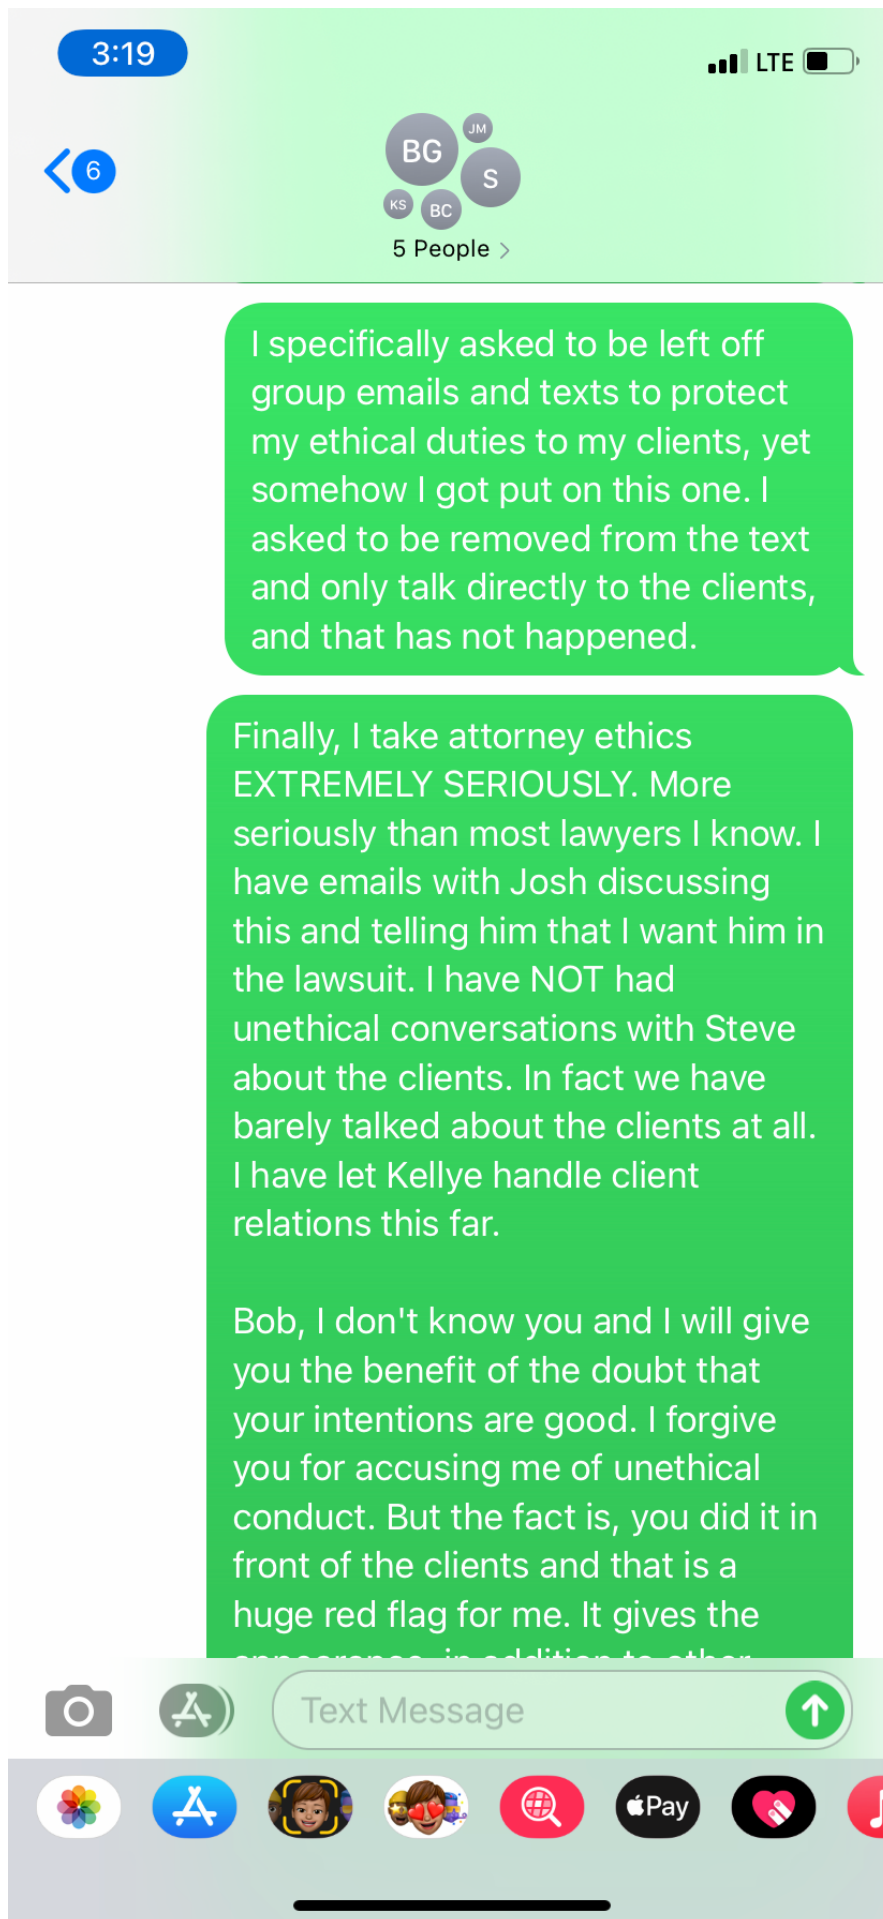 3:19
LTE
6
BG
JM
S
KS
BC
5 People
I specifically asked to be left off
group emails and texts to protect
my ethical duties to my clients, yet
somehow I got put on this one. I
asked to be removed from the text
and only talk directly to the clients,
and that has not happened.
Finally, I take attorney ethics
EXTREMELY SERIOUSLY. More
seriously than most lawyers I know. I
have emails with Josh discussing
this and telling him that I want him in
the lawsuit. I have NOT had
unethical conversations with Steve
about the clients. In fact we have
barely talked about the clients at all.
I have let Kellye handle client
relations this far.
Bob, I don't know you and I will give
you the benefit of the doubt that
your intentions are good. I forgive
you for accusing me of unethical
conduct. But the fact is, you did it in
front of the clients and that is a
huge red flag for me. It gives the
appearance, in addition to other
Text Message
Pay